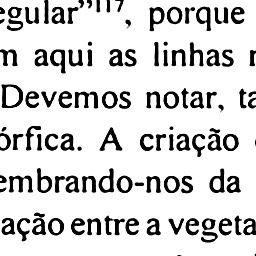 egular”¹¹⁷, porque
aqui as linhas
Devemos notar, ta
órfica. A criação
embrando-nos da
ação entre a vegeta